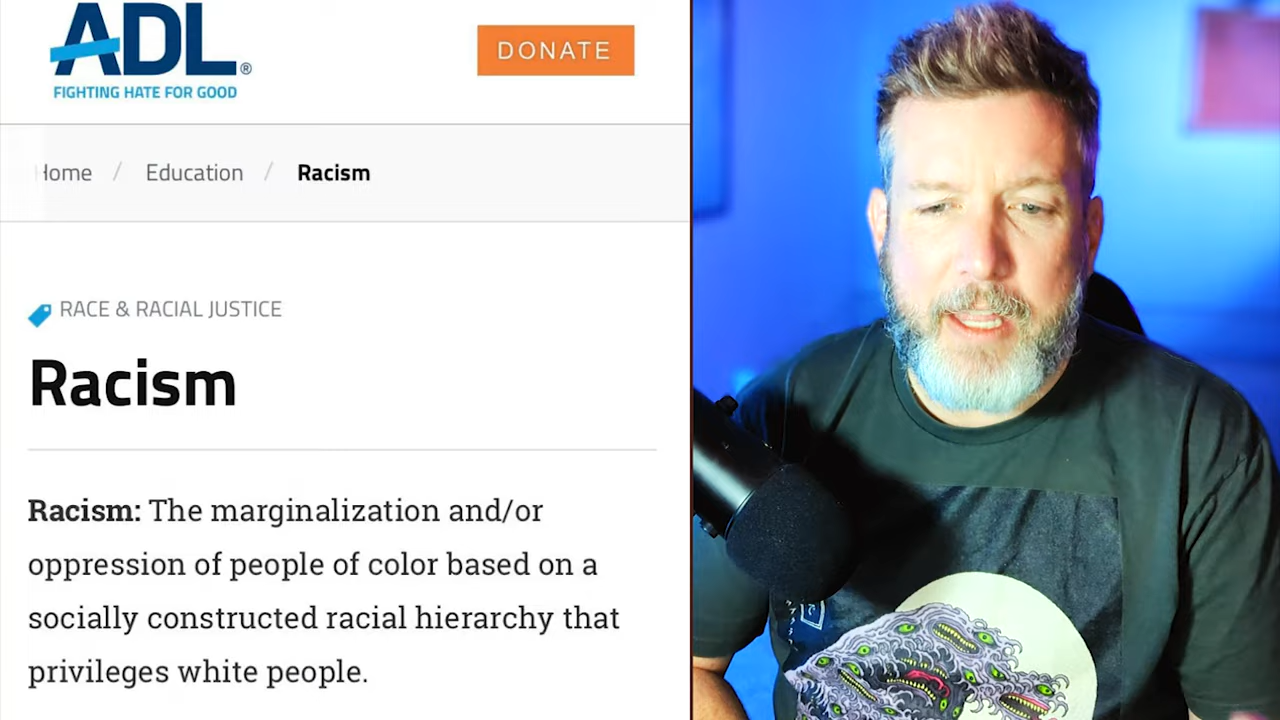 ADL®
FIGHTING HATE FOR GOOD
DONATE
Home / Education / Racism
RACE & RACIAL JUSTICE
Racism
Racism: The marginalization and/or
oppression of people of color based on a
socially constructed racial hierarchy that
privileges white people.